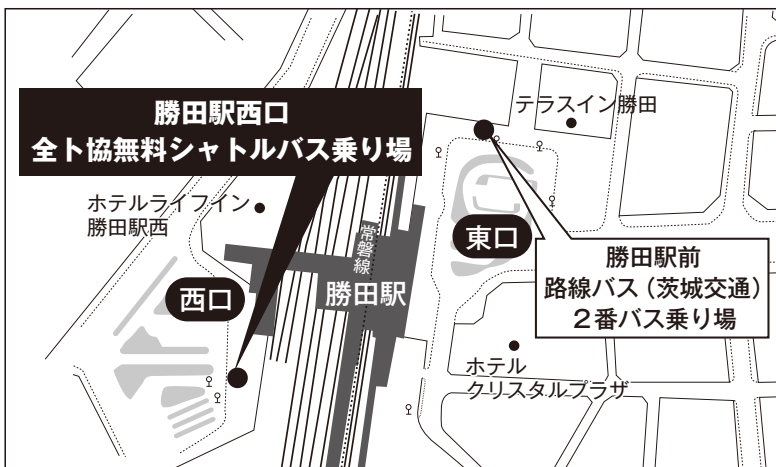 勝田駅西口
全ト協無料シャトルバス乗り場
テラスイン勝田
ホテルライフイン
勝田駅西
常磐線
東口
勝田駅前
路線バス（茨城交通）
２番バス乗り場
西口
勝田駅
ホテル
クリスタルプラザ